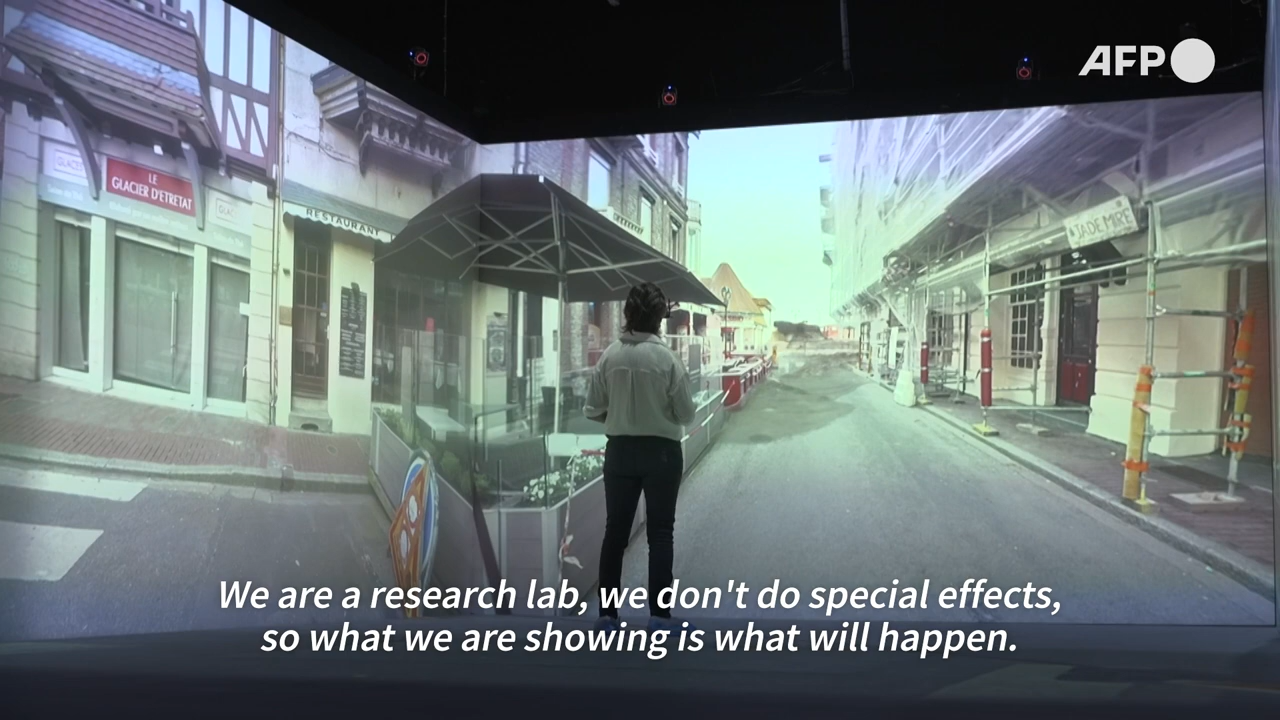 AFP
LE
GLACIER D'ETRETAT
RESTAURANT
JADE MIRE
We are a research lab, we don't do special effects,
so what we are showing is what will happen.